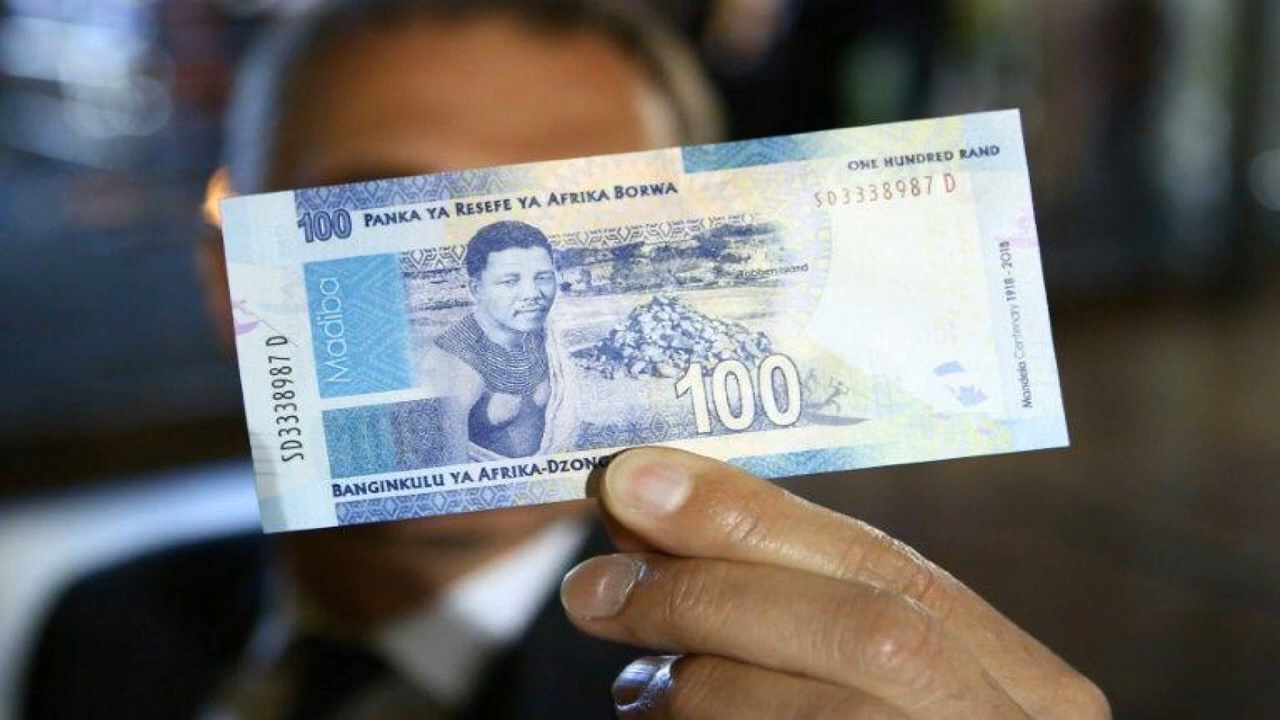 ONE HUNDRED RAND
SD3338987 D
100 PANKA YA RESEFE YA AFRIKA BORWA
Robben Island
Madiba
Mandela Centenary 1918 - 2018
SD3338987 D
100
BANGINKULU YA AFRIKA-DZONG